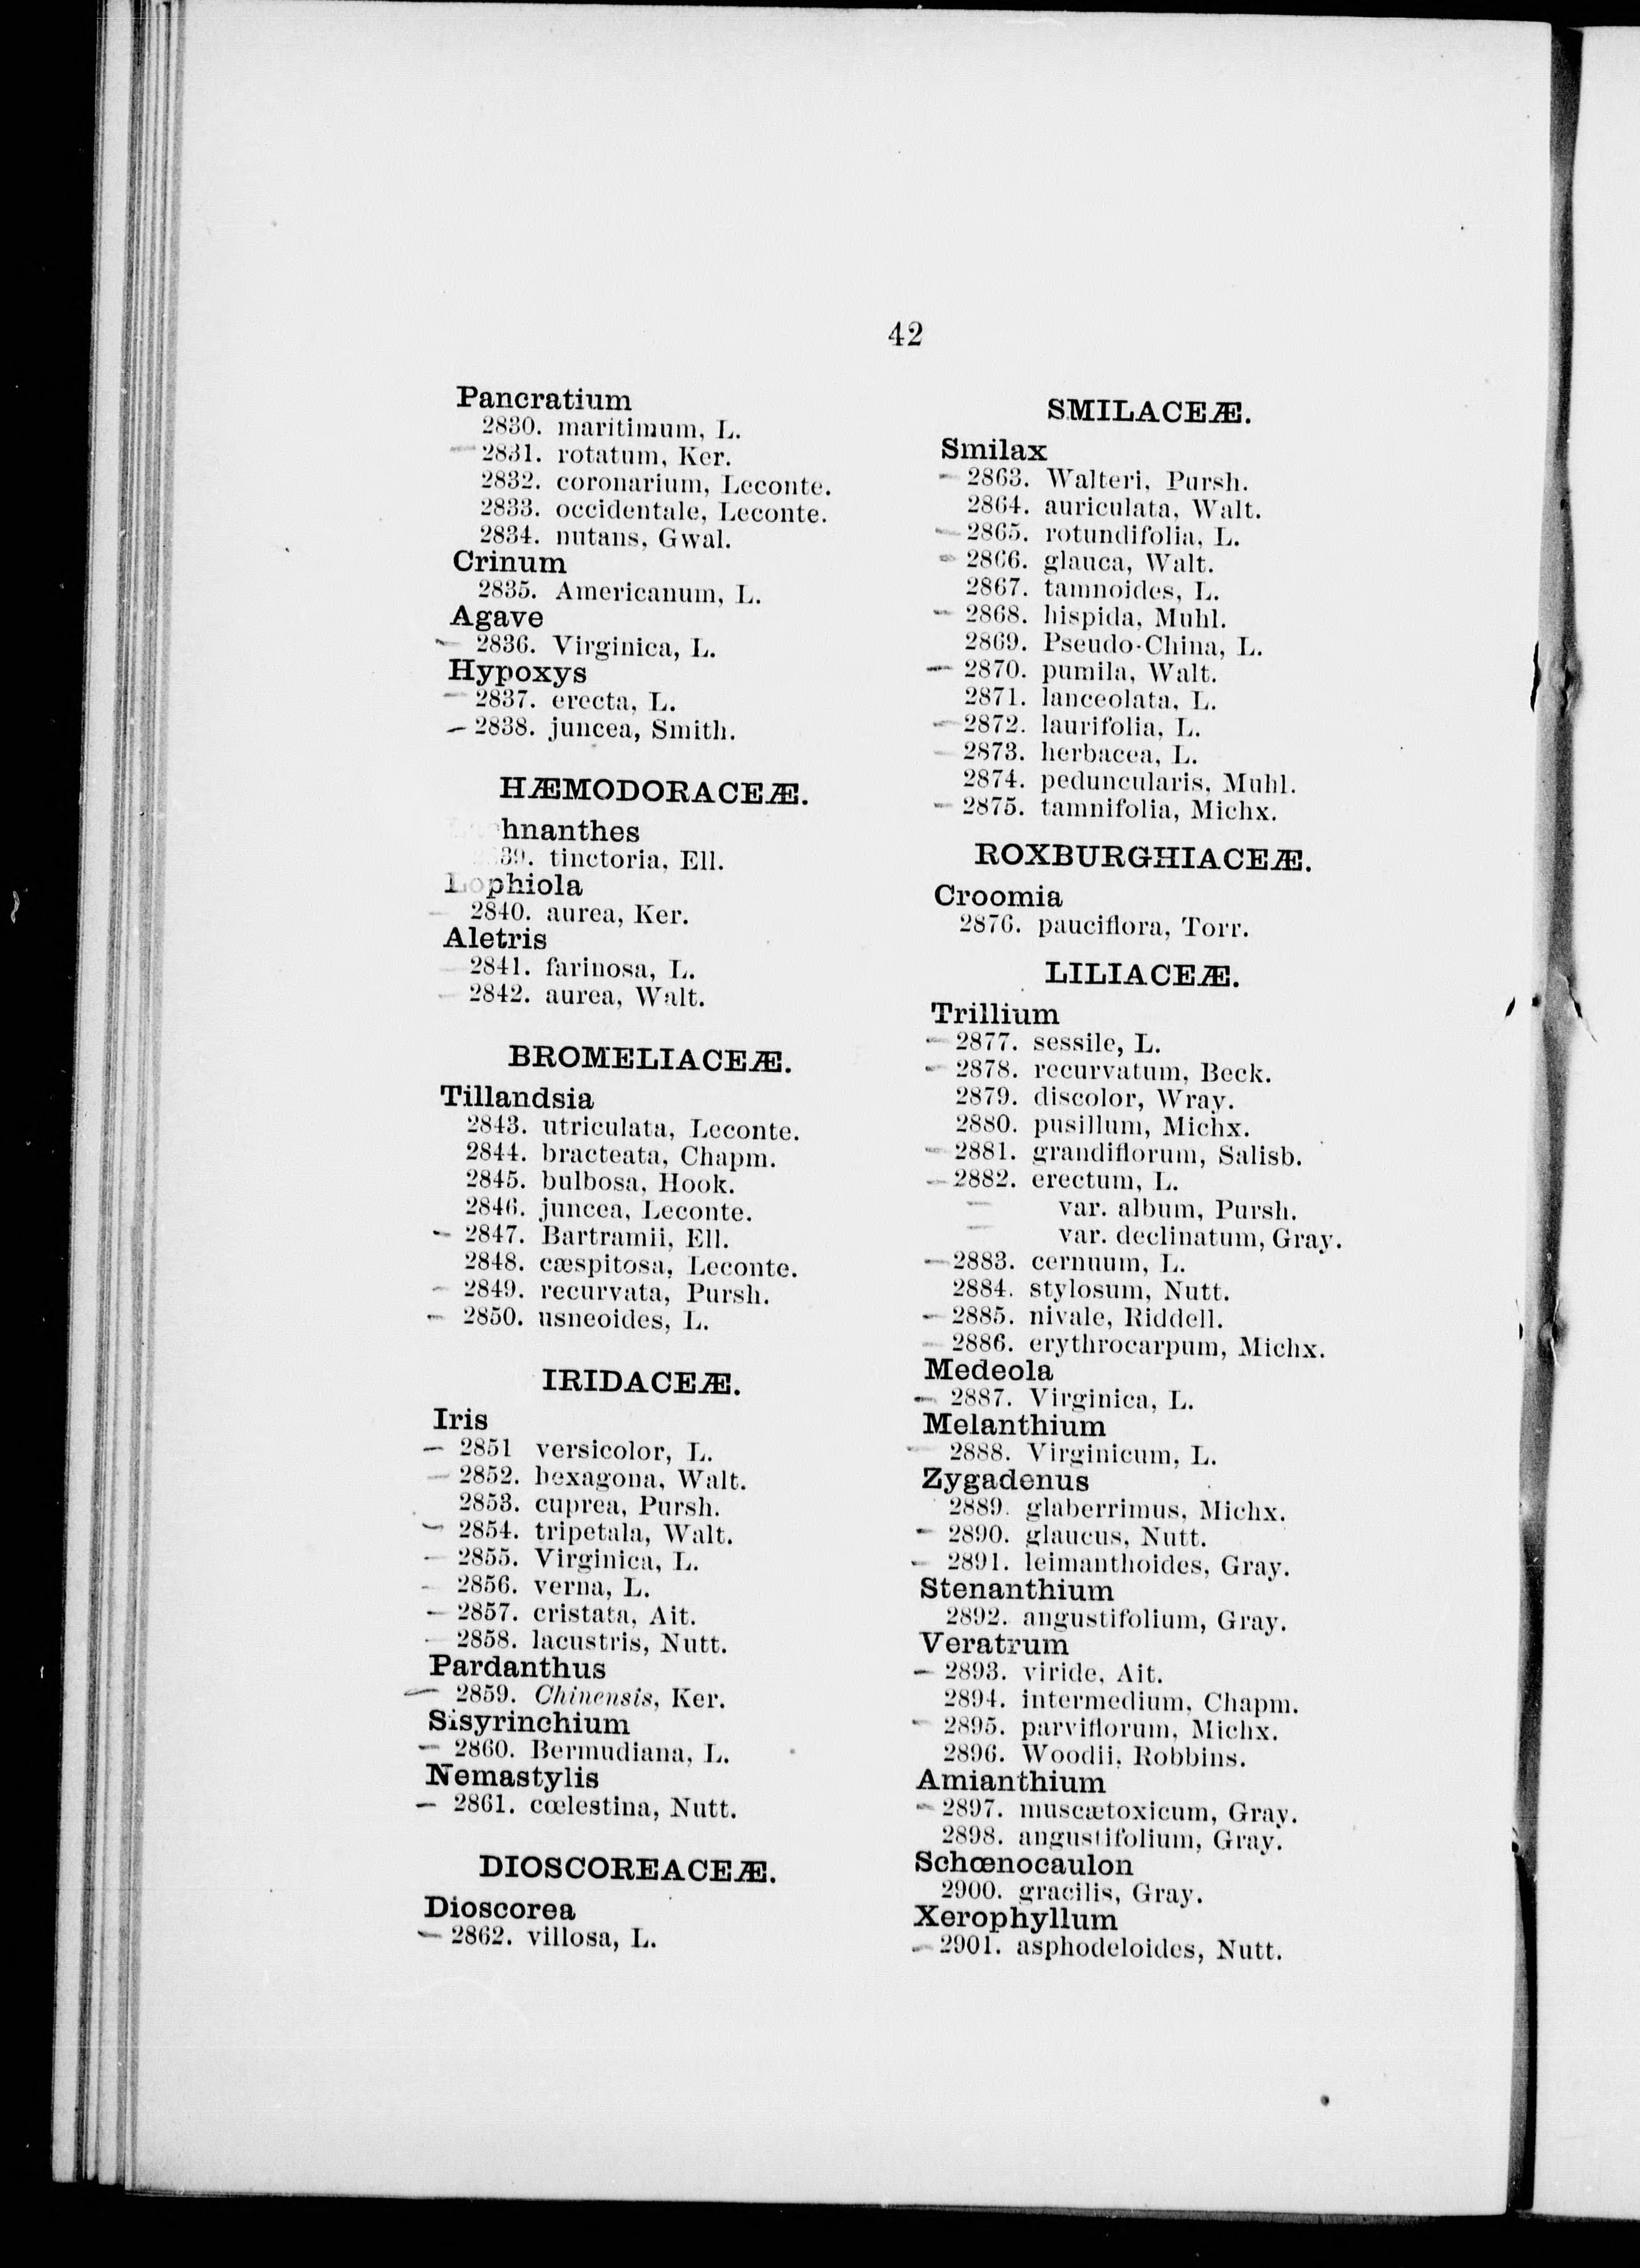 42
Pancratium
2830. maritimum, L.
2831. rotatum, Ker.
2832. coronarium, Leconte.
2833. occidentale, Leconte.
2834. nutans, Gwal.
Crinum
2835. Americanum, L.
Agave
2836. Virginica, L.
Hypoxys
2837. erecta, L.
2838. juncea, Smith.
HÆMODORACEÆ.
hnanthes
39. tinctoria, Ell.
Lophiola
2840. aurea, Ker.
Aletris
2841. farinosa, L.
2842. aurea, Walt.
BROMELIACEÆ.
Tillandsia
2843. utriculata, Leconte.
2844. bracteata, Chapm.
2845. bulbosa, Hook.
2846. juncea, Leconte.
2847. Bartramii, Ell.
2848. cæspitosa, Leconte.
2849. recurvata, Pursh.
2850. usneoides, L.
IRIDACEÆ.
Iris
2851 versicolor, L.
2852. hexagona, Walt.
2853. cuprea, Pursh.
2854. tripetala, Walt.
2855. Virginica, L.
2856. verna, L.
2857. cristata, Ait.
2858. lacustris, Nutt.
Pardanthus
2859. Chinensis, Ker.
Sisyrinchium
2860. Bermudiana, L.
Nemastylis
2861. cœlestina, Nutt.
DIOSCOREACEÆ.
Dioscorea
2862. villosa, L.
SMILACEÆ.
Smilax
2863. Walteri, Pursh.
2864. auriculata, Walt.
2865. rotundifolia, L.
2866. glauca, Walt.
2867. tamnoides, L.
2868. hispida, Muhl.
2869. Pseudo-China, L.
2870. pumila, Walt.
2871. lanceolata, L.
2872. laurifolia, L.
2873. herbacea, L.
2874. peduncularis, Muhl.
2875. tamnifolia, Michx.
ROXBURGHIACEÆ.
Croomia
2876. pauciflora, Torr.
LILIACEÆ.
Trillium
2877. sessile, L.
2878. recurvatum, Beck.
2879. discolor, Wray.
2880. pusillum, Michx.
2881. grandiflorum, Salisb.
2882. erectum, L.
var. album, Pursh.
var. declinatum, Gray.
2883. cernuum, L.
2884. stylosum, Nutt.
2885. nivale, Riddell.
2886. erythrocarpum, Michx.
Medeola
2887. Virginica, L.
Melanthium
2888. Virginicum, L.
Zygadenus
2889. glaberrimus, Michx.
2890. glaucus, Nutt.
2891. leimanthoides, Gray.
Stenanthium
2892. angustifolium, Gray.
Veratrum
2893. viride, Ait.
2894. intermedium, Chapm.
2895. parviflorum, Michx.
2896. Woodii, Robbins.
Amianthium
2897. muscætoxicum, Gray.
2898. angustifolium, Gray.
Schœnocaulon
2900. gracilis, Gray.
Xerophyllum
2901. asphodeloides, Nutt.